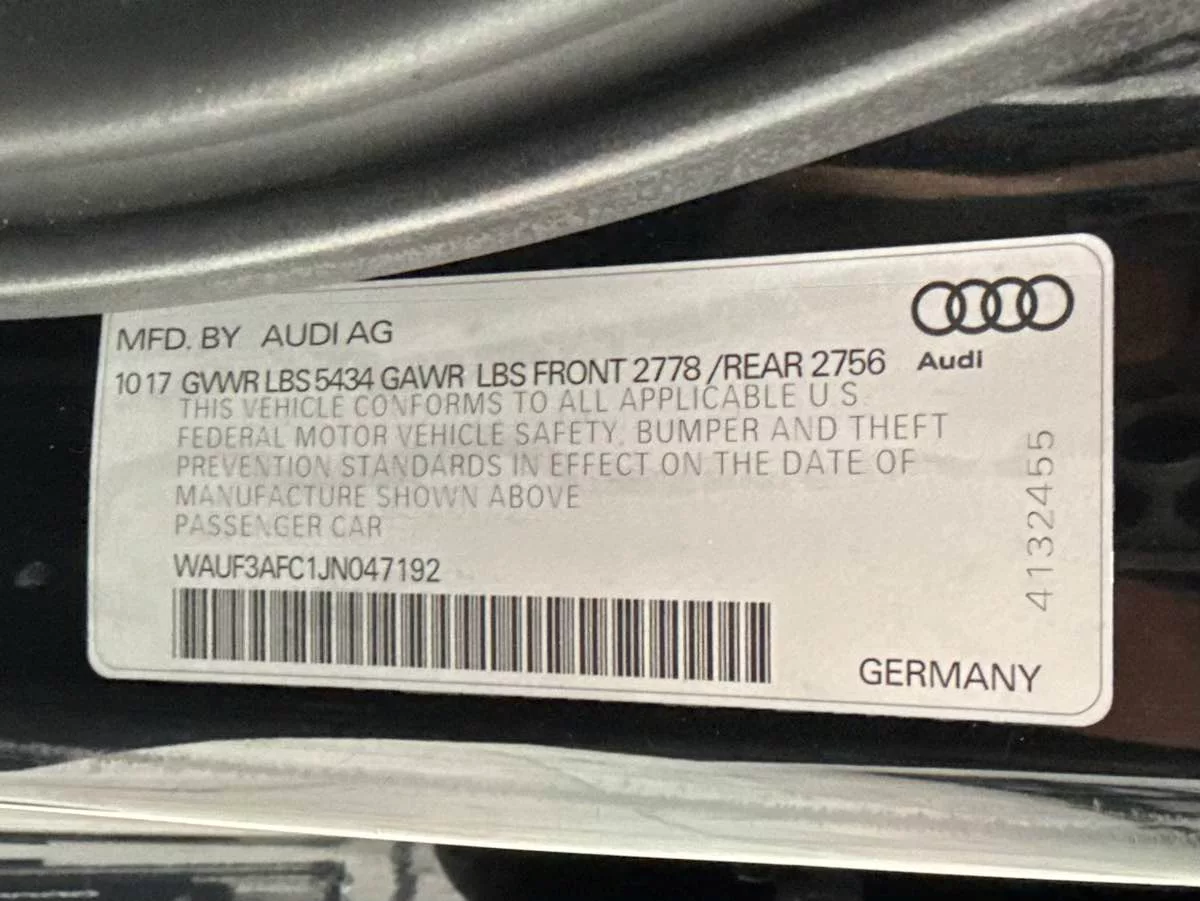 MFD. BY AUDI AG
Audi
10 17 GVWR LBS 5434 GAWR LBS FRONT 2778 /REAR 2756
THIS VEHICLE CONFORMS TO ALL APPLICABLE U S.
FEDERAL MOTOR VEHICLE SAFETY, BUMPER AND THEFT
PREVENTION STANDARDS IN EFFECT ON THE DATE OF
MANUFACTURE SHOWN ABOVE
PASSENGER CAR
WAUF3AFC1JN047192
GERMANY
41324455